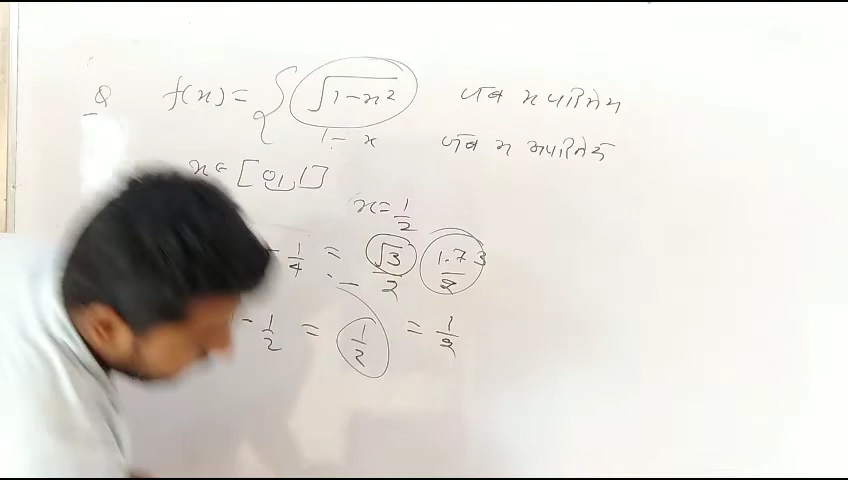 Q f(x) = { √1-x² जब x परिमेय
1 - x जब x अपरिमेय
x = [0, 1]
x = 1/2
- 1/4 = √3/2 1.73/2
- 1/2 = 1/2 = 1/2